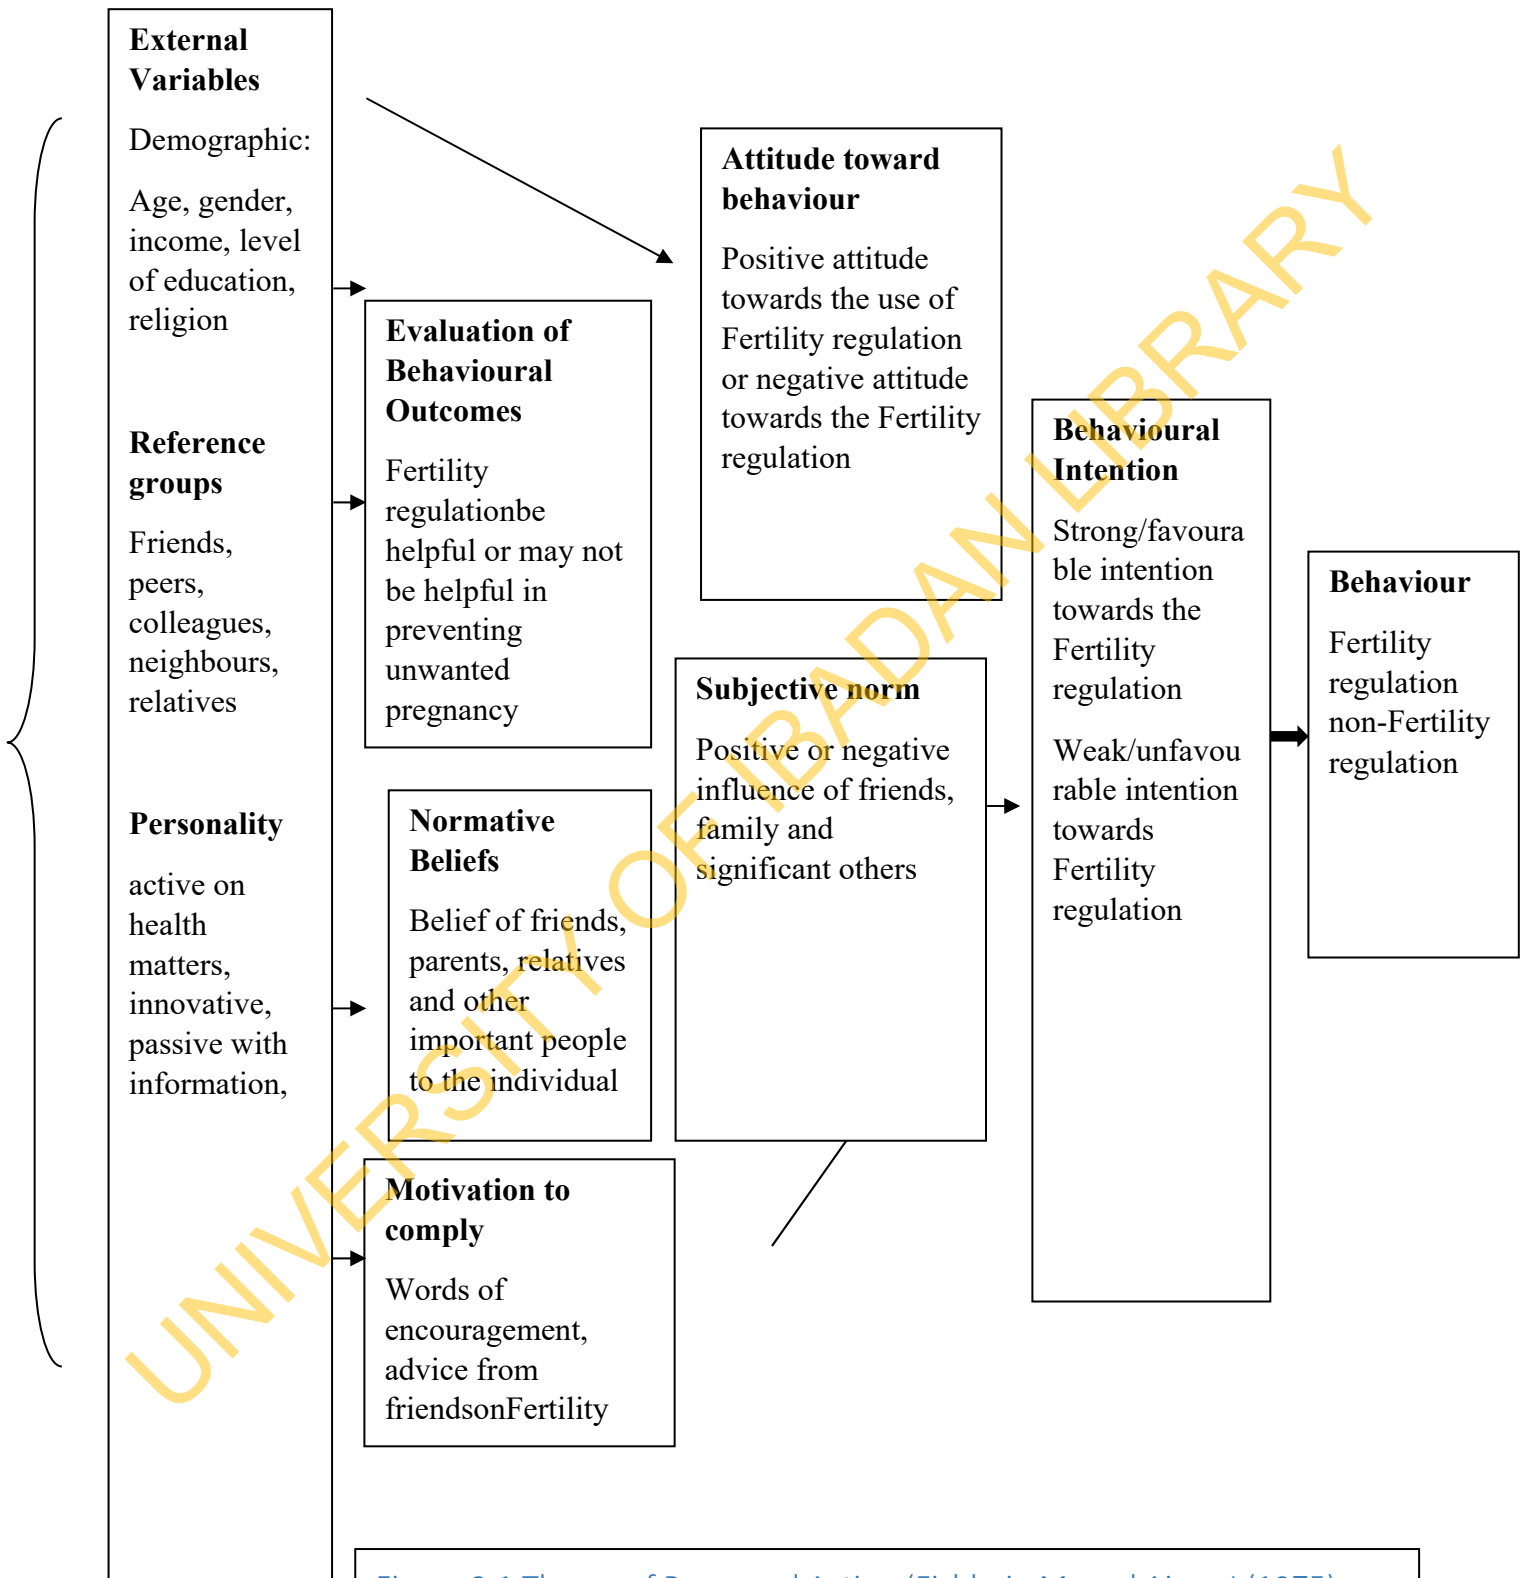 External
Variables
Demographic:
Age, gender,
income, level
of education,
religion
Reference
groups
Friends,
peers,
colleagues,
neighbours,
relatives
Personality
active on
health
matters,
innovative,
passive with
information,
Evaluation of
Behavioural
Outcomes
Fertility
regulationbe
helpful or may not
be helpful in
preventing
unwanted
pregnancy
Normative
Beliefs
Belief of friends,
parents, relatives
and other
important people
to the individual
Motivation to
comply
Words of
encouragement,
advice from
friendsonFertility
Attitude toward
behaviour
Positive attitude
towards the use of
Fertility regulation
or negative attitude
towards the Fertility
regulation
Subjective norm
Positive or negative
influence of friends,
family and
significant others
Behavioural
Intention
Strong/favoura
ble intention
towards the
Fertility
regulation
Weak/unfavou
rable intention
towards
Fertility
regulation
Behaviour
Fertility
regulation
non-Fertility
regulation
UNIVERSITY OF IBADAN LIBRARY